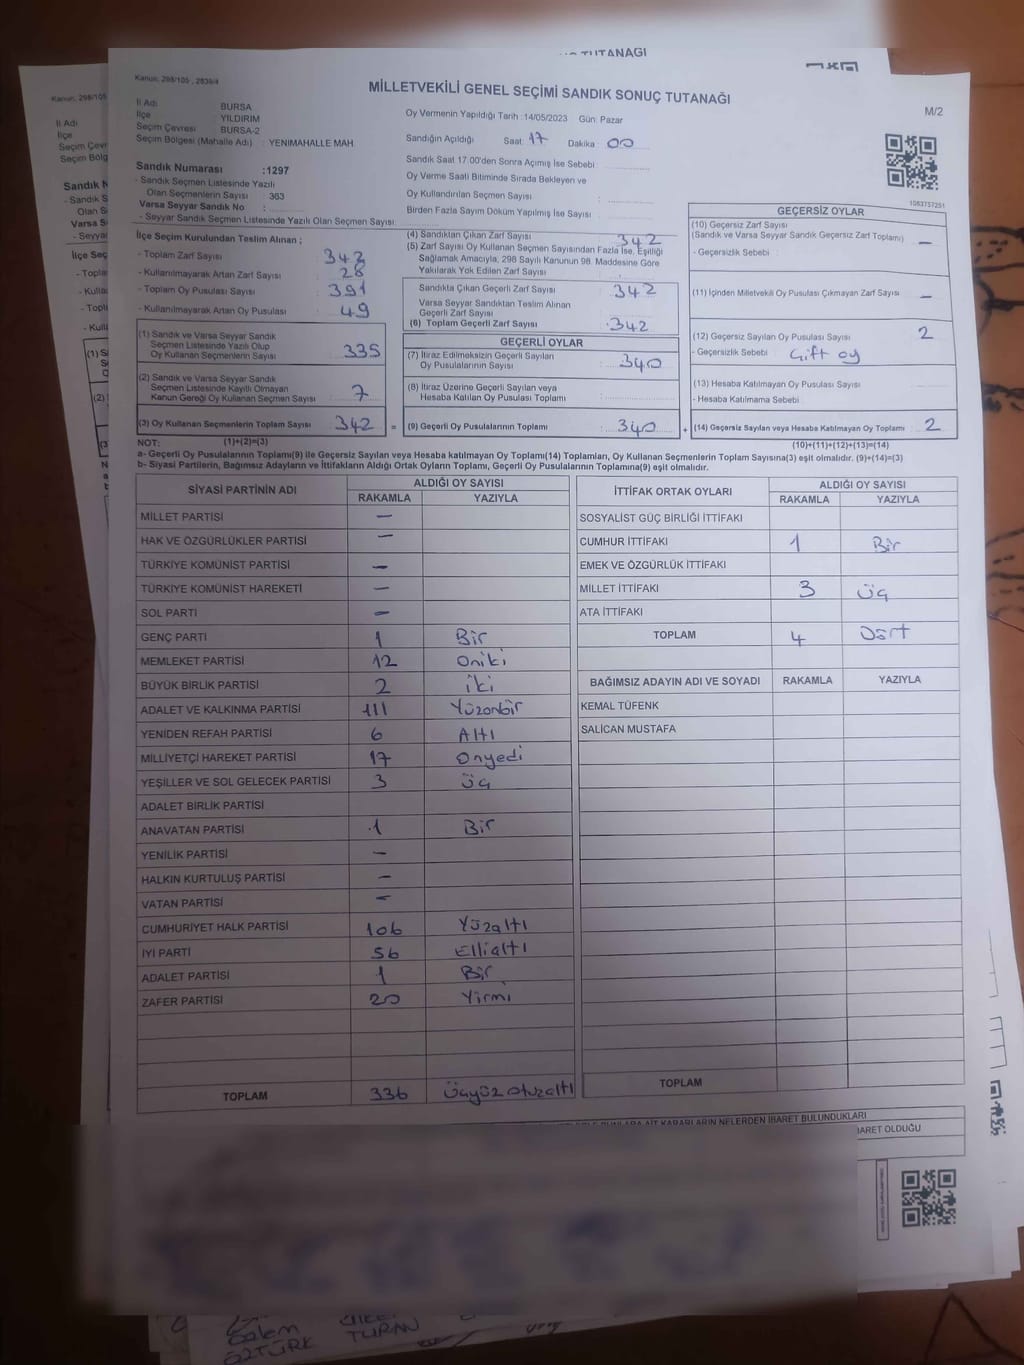 TUTANAĞI
Kanun: 298/105 , 2839/4
MİLLETVEKİLİ GENEL SEÇİMİ SANDIK SONUÇ TUTANAĞI
M/2
İl Adı : BURSA
İlçe : YILDIRIM
Seçim Çevresi : BURSA-2
Seçim Bölgesi (Mahalle Adı) : YENIMAHALLE MAH
Oy Vermenin Yapıldığı Tarih :14/05/2023 Gün: Pazar
Sandığın Açıldığı Saat: 17 Dakika : 00
Sandık Saat 17.00'den Sonra Açımış İse Sebebi :
Oy Verme Saati Bitiminde Sırada Bekleyen ve
Oy Kullandırılan Seçmen Sayısı :
Birden Fazla Sayım Döküm Yapılmış İse Sayısı :
Sandık Numarası :1297
- Sandık Seçmen Listesinde Yazılı
Olan Seçmenlerin Sayısı : 363
Varsa Seyyar Sandık No :
- Seyyar Sandık Seçmen Listesinde Yazılı Olan Seçmen Sayısı:
1083757251
İlçe Seçim Kurulundan Teslim Alınan ;
- Toplam Zarf Sayısı : 342
- Kullanılmayarak Artan Zarf Sayısı : 28
- Toplam Oy Pusulası Sayısı : 391
- Kullanılmayarak Artan Oy Pusulası : 49
(1) Sandık ve Varsa Seyyar Sandık
Seçmen Listesinde Yazılı Olup
Oy Kullanan Seçmenlerin Sayısı : 335
(2) Sandık ve Varsa Seyyar Sandık
Seçmen Listesinde Kayıtlı Olmayan
Kanun Gereği Oy Kullanan Seçmen Sayısı : 7
(3) Oy Kullanan Seçmenlerin Toplam Sayısı : 342 =
(4) Sandıktan Çıkan Zarf Sayısı : 342
(5) Zarf Sayısı Oy Kullanan Seçmen Sayısından Fazla İse, Eşitliği
Sağlamak Amacıyla, 298 Sayılı Kanunun 98. Maddesine Göre
Yakılarak Yok Edilen Zarf Sayısı :
Sandıkta Çıkan Geçerli Zarf Sayısı : 342
Varsa Seyyar Sandıktan Teslim Alınan
Geçerli Zarf Sayısı
(6) Toplam Geçerli Zarf Sayısı : 342
GEÇERLİ OYLAR
(7) İtiraz Edilmeksizin Geçerli Sayılan
Oy Pusulalarının Sayısı : 340
(8) İtiraz Üzerine Geçerli Sayılan veya
Hesaba Katılan Oy Pusulası Toplamı :
(9) Geçerli Oy Pusulalarının Toplamı : 340 +
GEÇERSİZ OYLAR
(10) Geçersiz Zarf Sayısı
(Sandık ve Varsa Seyyar Sandık Geçersiz Zarf Toplamı) : —
- Geçersizlik Sebebi :
(11) İçinden Milletvekili Oy Pusulası Çıkmayan Zarf Sayısı : —
(12) Geçersiz Sayılan Oy Pusulası Sayısı : 2
- Geçersizlik Sebebi : Çift oy
(13) Hesaba Katılmayan Oy Pusulası Sayısı :
- Hesaba Katılmama Sebebi :
(14) Geçersiz Sayılan veya Hesaba Katılmayan Oy Toplamı : 2
NOT: (1)+(2)=(3) (10)+(11)+(12)+(13)=(14)
a- Geçerli Oy Pusulalarının Toplamı(9) ile Geçersiz Sayılan veya Hesaba katılmayan Oy Toplamı(14) Toplamları, Oy Kullanan Seçmenlerin Toplam Sayısına(3) eşit olmalıdır. (9)+(14)=(3)
b- Siyasi Partilerin, Bağımsız Adayların ve İttifakların Aldığı Ortak Oyların Toplamı, Geçerli Oy Pusulalarının Toplamına(9) eşit olmalıdır.
SİYASİ PARTİNİN ADI ALDIĞI OY SAYISI
RAKAMLA YAZIYLA
MİLLET PARTİSİ —
HAK VE ÖZGÜRLÜKLER PARTİSİ —
TÜRKİYE KOMÜNİST PARTİSİ —
TÜRKİYE KOMÜNİST HAREKETİ —
SOL PARTİ —
GENÇ PARTİ 1 Bir
MEMLEKET PARTİSİ 12 Oniki
BÜYÜK BİRLİK PARTİSİ 2 iki
ADALET VE KALKINMA PARTİSİ 111 Yüzonbir
YENİDEN REFAH PARTİSİ 6 Altı
MİLLİYETÇİ HAREKET PARTİSİ 17 Onyedi
YEŞİLLER VE SOL GELECEK PARTİSİ 3 Üç
ADALET BİRLİK PARTİSİ
ANAVATAN PARTİSİ 1 Bir
YENİLİK PARTİSİ —
HALKIN KURTULUŞ PARTİSİ —
VATAN PARTİSİ —
CUMHURİYET HALK PARTİSİ 106 Yüzaltı
İYİ PARTİ 56 Ellialtı
ADALET PARTİSİ 1 Bir
ZAFER PARTİSİ 20 Yirmi
TOPLAM 336 Üçyüz otuzaltı
İTTİFAK ORTAK OYLARI ALDIĞI OY SAYISI
RAKAMLA YAZIYLA
SOSYALİST GÜÇ BİRLİĞİ İTTİFAKI
CUMHUR İTTİFAKI 1 Bir
EMEK VE ÖZGÜRLÜK İTTİFAKI
MİLLET İTTİFAKI 3 Üç
ATA İTTİFAKI
TOPLAM 4 Dört
BAĞIMSIZ ADAYIN ADI VE SOYADI RAKAMLA YAZIYLA
KEMAL TÜFENK
SALİCAN MUSTAFA
TOPLAM
KARARLARIN NELERDEN İBARET BULUNDUKLARI
İBARET OLDUĞU
ÖZTÜRK TURAN